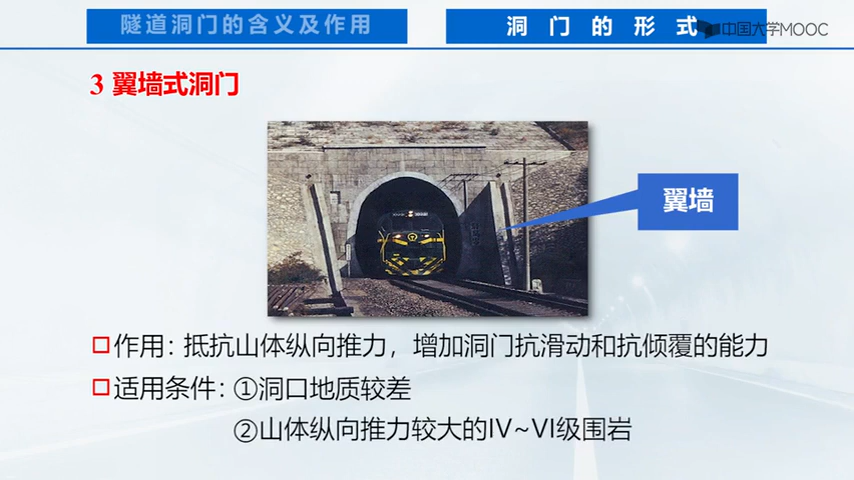 隧道洞门的含义及作用
洞门的形式
中国大学MOOC
3 翼墙式洞门
翼墙
作用：抵抗山体纵向推力，增加洞门抗滑动和抗倾覆的能力
适用条件：①洞口地质较差
②山体纵向推力较大的IV~VI级围岩